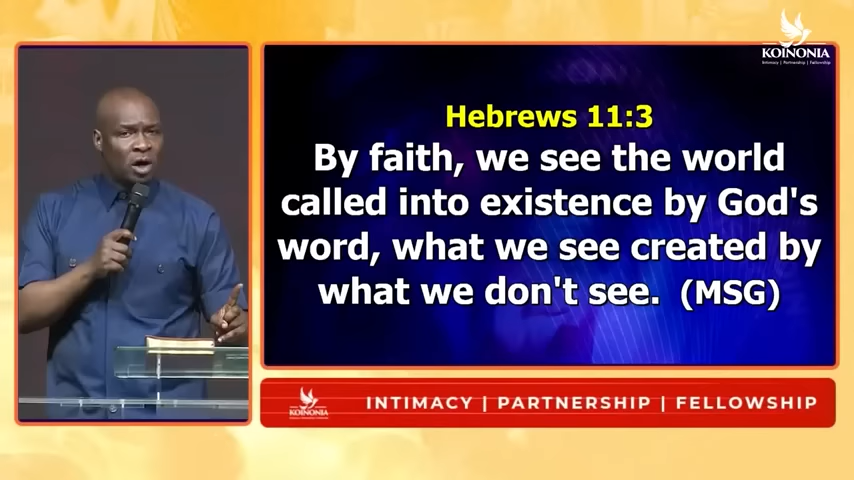 KOINONIA
Intimacy | Partnership | Fellowship
Hebrews 11:3
By faith, we see the world
called into existence by God's
word, what we see created by
what we don't see. (MSG)
KOINONIA
INTIMACY | PARTNERSHIP | FELLOWSHIP